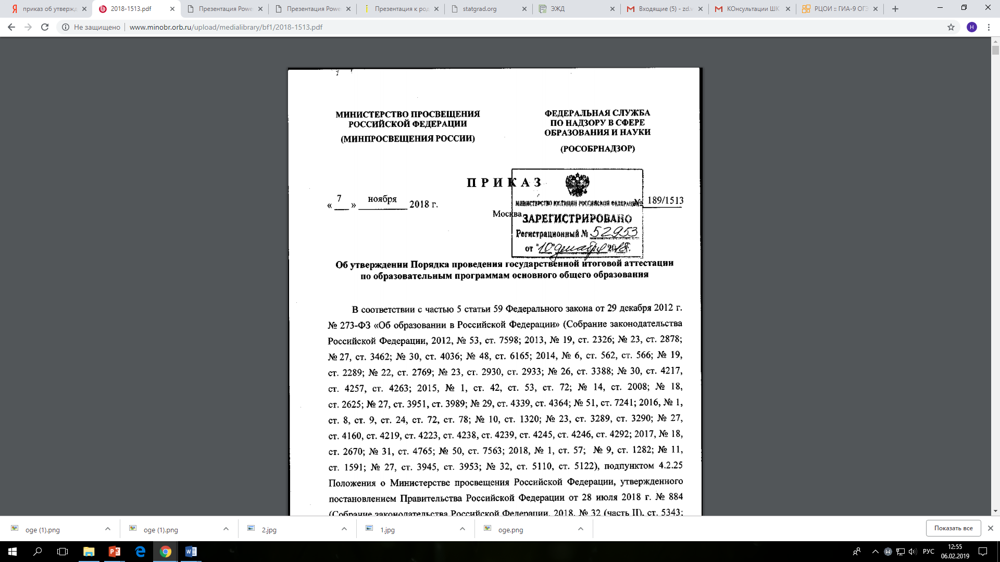 приказ об утвержд
2018-1513.pdf
Презентация Powe
Презентация Powe
Презентация к род
statgrad.org
ЭЖД
Входящие (5) - zd.v
КОнсультации ШК
РЦОИ :: ГИА-9 ОГЭ
Не защищено
www.minobr.orb.ru/upload/medialibrary/bf1/2018-1513.pdf
Н
МИНИСТЕРСТВО ПРОСВЕЩЕНИЯ
РОССИЙСКОЙ ФЕДЕРАЦИИ
(МИНПРОСВЕЩЕНИЯ РОССИИ)
ФЕДЕРАЛЬНАЯ СЛУЖБА
ПО НАДЗОРУ В СФЕРЕ
ОБРАЗОВАНИЯ И НАУКИ
(РОСОБРНАДЗОР)
П Р И К А З
« 7 » ноября 2018 г.
№ 189/1513
Москва
МИНИСТЕРСТВО ЮСТИЦИИ РОССИЙСКОЙ ФЕДЕРАЦИИ
ЗАРЕГИСТРИРОВАНО
Регистрационный № 52953
от "10" декабря 2018 г.
Об утверждении Порядка проведения государственной итоговой аттестации
по образовательным программам основного общего образования
В соответствии с частью 5 статьи 59 Федерального закона от 29 декабря 2012 г.
№ 273-ФЗ «Об образовании в Российской Федерации» (Собрание законодательства
Российской Федерации, 2012, № 53, ст. 7598; 2013, № 19, ст. 2326; № 23, ст. 2878;
№ 27, ст. 3462; № 30, ст. 4036; № 48, ст. 6165; 2014, № 6, ст. 562, ст. 566; № 19,
ст. 2289; № 22, ст. 2769; № 23, ст. 2930, ст. 2933; № 26, ст. 3388; № 30, ст. 4217,
ст. 4257, ст. 4263; 2015, № 1, ст. 42, ст. 53, ст. 72; № 14, ст. 2008; № 18,
ст. 2625; № 27, ст. 3951, ст. 3989; № 29, ст. 4339, ст. 4364; № 51, ст. 7241; 2016, № 1,
ст. 8, ст. 9, ст. 24, ст. 72, ст. 78; № 10, ст. 1320; № 23, ст. 3289, ст. 3290; № 27,
ст. 4160, ст. 4219, ст. 4223, ст. 4238, ст. 4239, ст. 4245, ст. 4246, ст. 4292; 2017, № 18,
ст. 2670; № 31, ст. 4765; № 50, ст. 7563; 2018, № 1, ст. 57; № 9, ст. 1282; № 11,
ст. 1591; № 27, ст. 3945, ст. 3953; № 32, ст. 5110, ст. 5122), подпунктом 4.2.25
Положения о Министерстве просвещения Российской Федерации, утвержденного
постановлением Правительства Российской Федерации от 28 июля 2018 г. № 884
(Собрание законодательства Российской Федерации, 2018, № 32 (часть II), ст. 5343;
oge (1).png
oge (1).png
2.jpg
1.jpg
oge.png
Показать все
РУС
12:55
06.02.2019